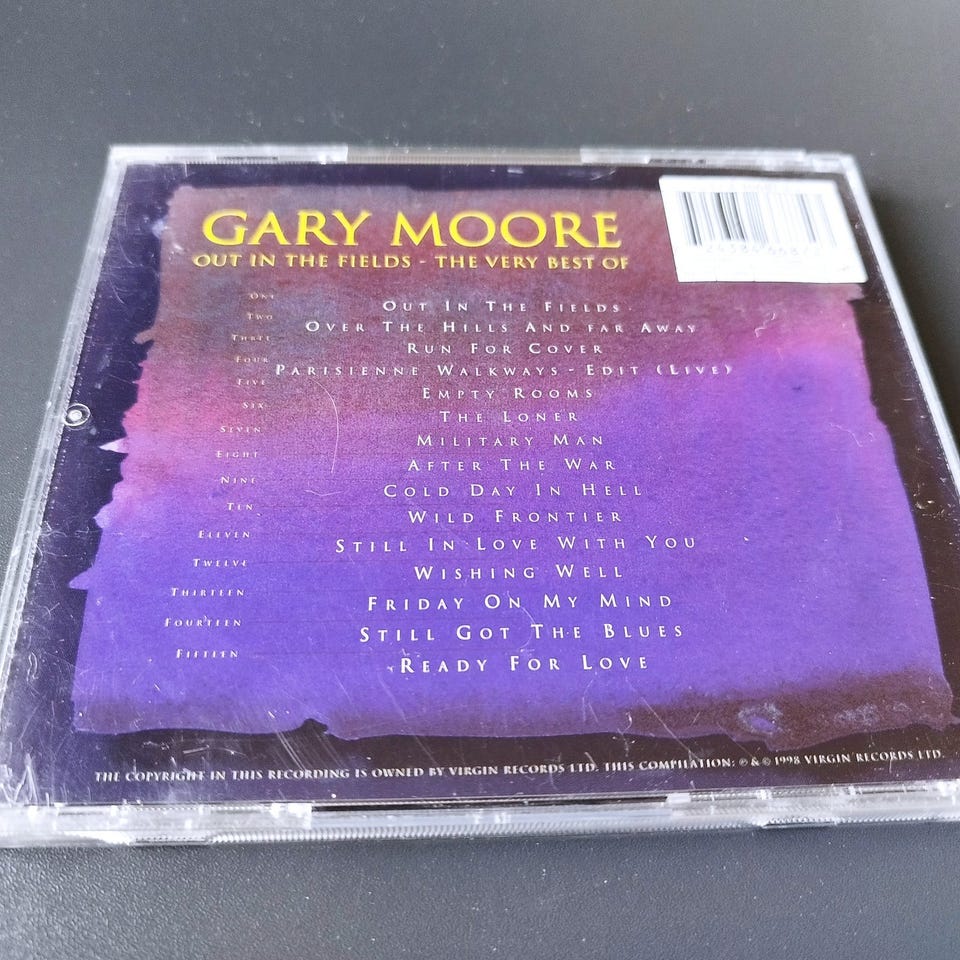 GARY MOORE
OUT IN THE FIELDS - THE VERY BEST OF
ONE OUT IN THE FIELDS
TWO OVER THE HILLS AND FAR AWAY
THREE RUN FOR COVER
FOUR PARISIENNE WALKWAYS - EDIT (LIVE)
FIVE EMPTY ROOMS
SIX THE LONER
SEVEN MILITARY MAN
EIGHT AFTER THE WAR
NINE COLD DAY IN HELL
TEN WILD FRONTIER
ELEVEN STILL IN LOVE WITH YOU
TWELVE WISHING WELL
THIRTEEN FRIDAY ON MY MIND
FOURTEEN STILL GOT THE BLUES
FIFTEEN READY FOR LOVE
THE COPYRIGHT IN THIS RECORDING IS OWNED BY VIRGIN RECORDS LTD. THIS COMPILATION: ℗ & © 1998 VIRGIN RECORDS LTD.